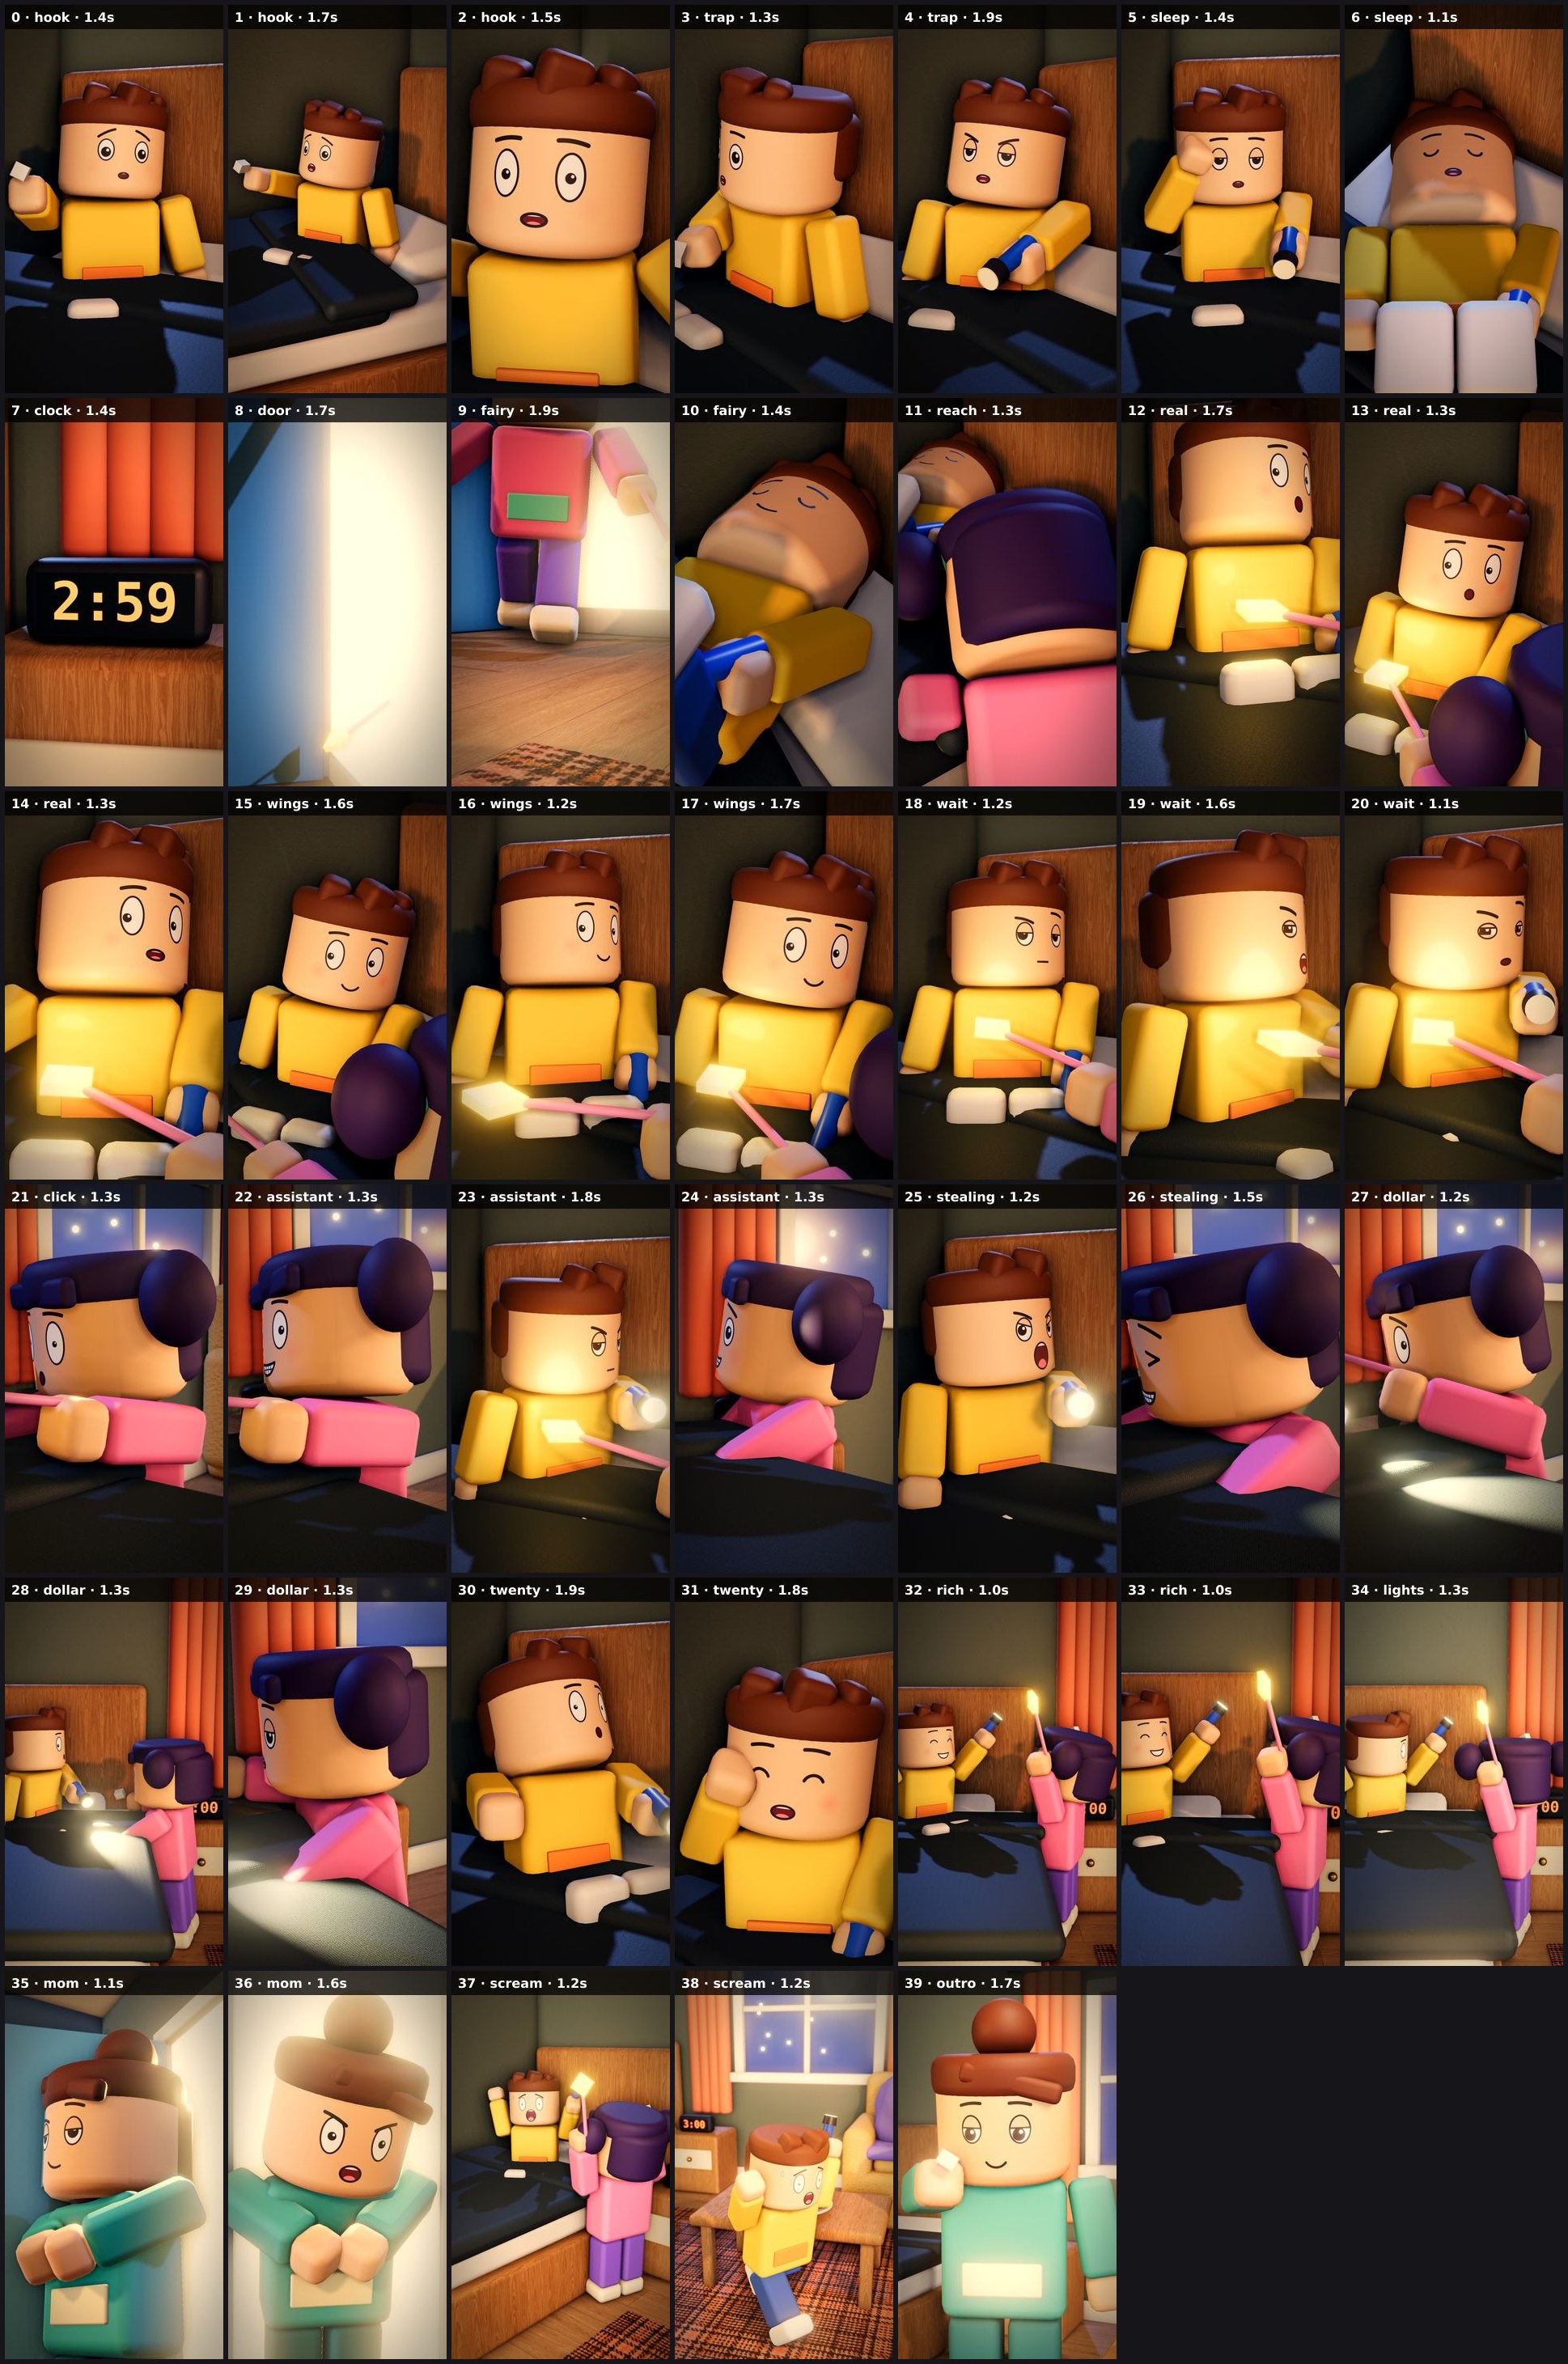 0 · hook · 1.4s
1 · hook · 1.7s
2 · hook · 1.5s
3 · trap · 1.3s
4 · trap · 1.9s
5 · sleep · 1.4s
6 · sleep · 1.1s
7 · clock · 1.4s
2:59
8 · door · 1.7s
9 · fairy · 1.9s
10 · fairy · 1.4s
11 · reach · 1.3s
12 · real · 1.7s
13 · real · 1.3s
14 · real · 1.3s
15 · wings · 1.6s
16 · wings · 1.2s
17 · wings · 1.7s
18 · wait · 1.2s
19 · wait · 1.6s
20 · wait · 1.1s
21 · click · 1.3s
22 · assistant · 1.3s
23 · assistant · 1.8s
24 · assistant · 1.3s
25 · stealing · 1.2s
26 · stealing · 1.5s
27 · dollar · 1.2s
28 · dollar · 1.3s
:00
29 · dollar · 1.3s
30 · twenty · 1.9s
31 · twenty · 1.8s
32 · rich · 1.0s
00
33 · rich · 1.0s
0
34 · lights · 1.3s
00
35 · mom · 1.1s
36 · mom · 1.6s
37 · scream · 1.2s
38 · scream · 1.2s
3:00
39 · outro · 1.7s